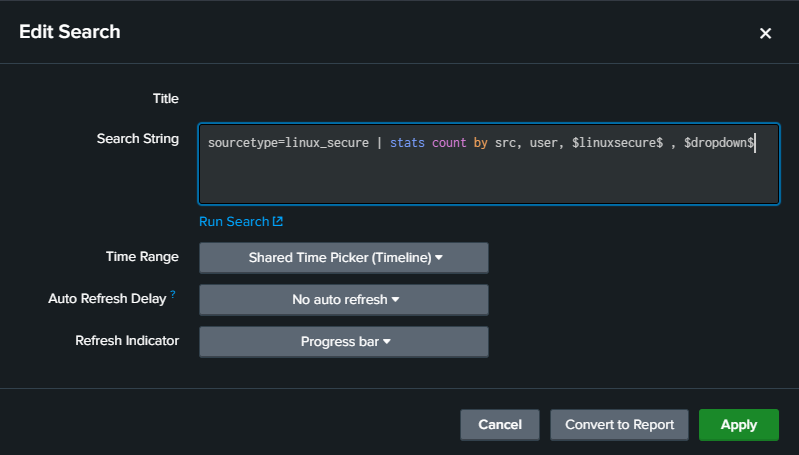 Edit Search
×
Title
Search String
sourcetype=linux_secure | stats count by src, user, $linuxsecure$ , $dropdown$
Run Search
Time Range
Shared Time Picker (Timeline)
Auto Refresh Delay ?
No auto refresh
Refresh Indicator
Progress bar
Cancel Convert to Report Apply